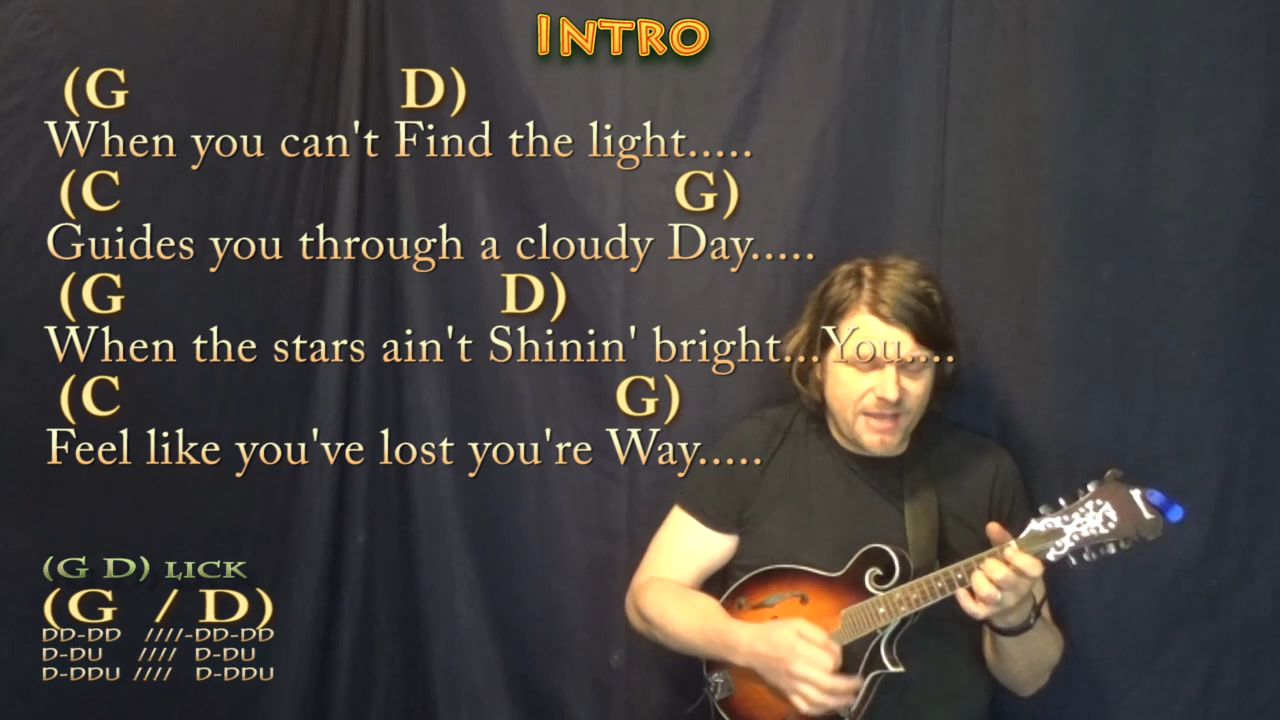 INTRO
(G D)
When you can't Find the light.....
(C G)
Guides you through a cloudy Day.....
(G D)
When the stars ain't Shinin' bright...You....
(C G)
Feel like you've lost you're Way.....
(G D) LICK
(G / D)
DD-DD ////-DD-DD
D-DU //// D-DU
D-DDU //// D-DDU